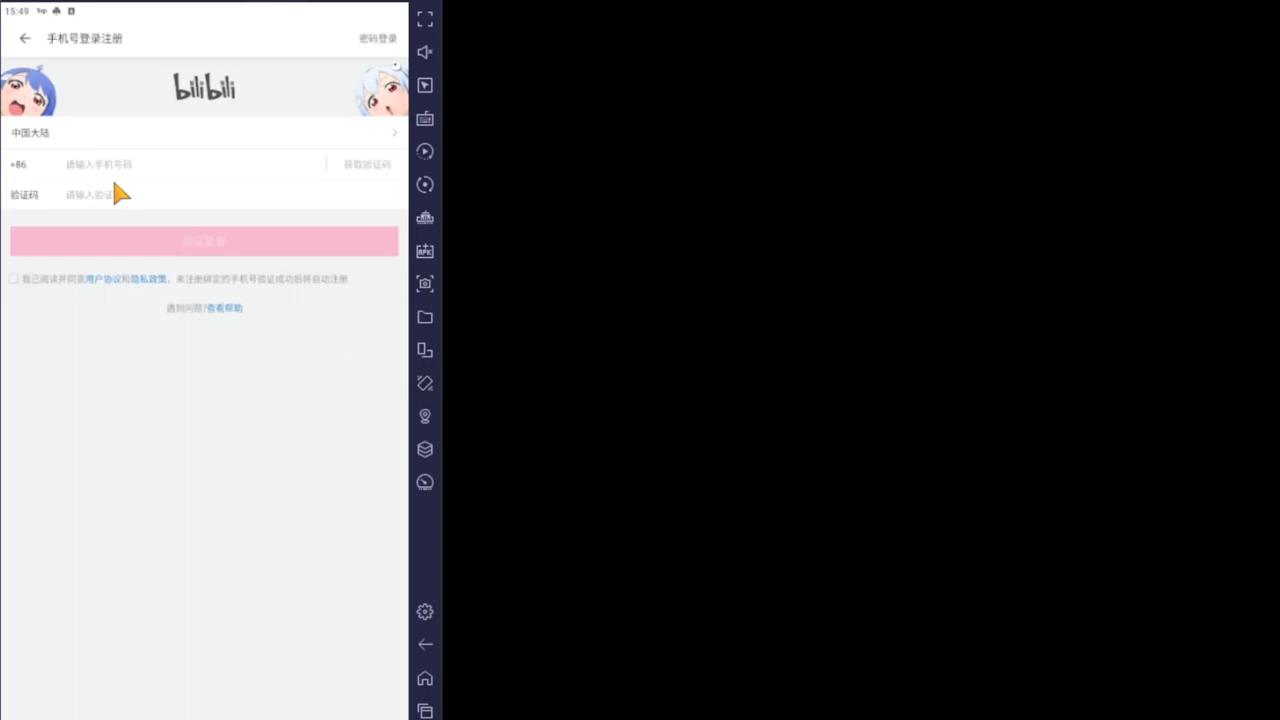 15:49
手机号登录注册
密码登录
bilibili
中国大陆
+86
请输入手机号码
获取验证码
验证码
请输入验证
验证登录
我已阅读并同意用户协议和隐私政策，未注册绑定的手机号验证成功后将自动注册
遇到问题?查看帮助